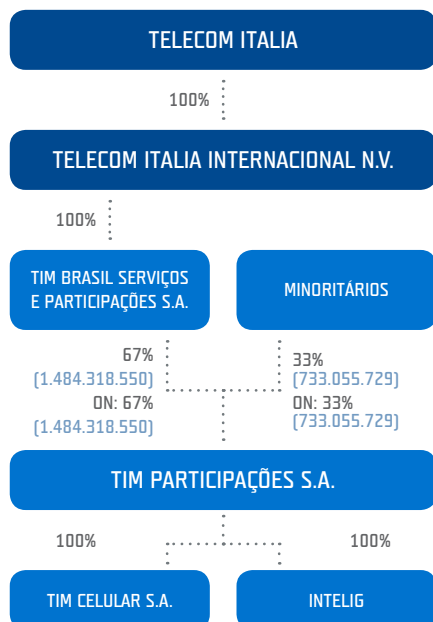 TELECOM ITALIA
100%
TELECOM ITALIA INTERNACIONAL N.V.
100%
TIM BRASIL SERVIÇOS
E PARTICIPAÇÕES S.A.
MINORITÁRIOS
67%
(1.484.318.550)
ON: 67%
(1.484.318.550)
33%
(733.055.729)
ON: 33%
(733.055.729)
TIM PARTICIPAÇÕES S.A.
100%
100%
TIM CELULAR S.A.
INTELIG